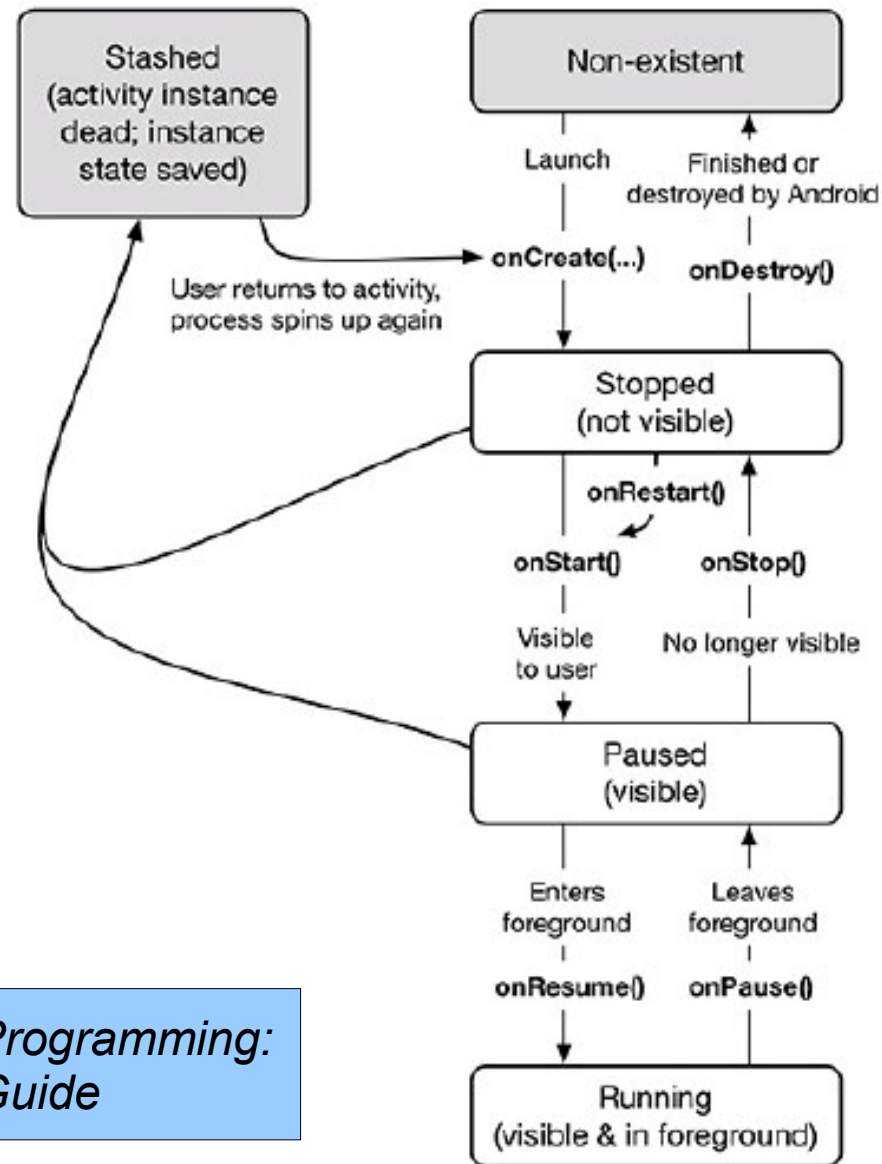 Stashed
(activity instance
dead; instance
state saved)
Non-existent
Launch
Finished or
destroyed by Android
onCreate(...)
onDestroy()
User returns to activity,
process spins up again
Stopped
(not visible)
onRestart()
onStart()
onStop()
Visible
to user
No longer visible
Paused
(visible)
Enters
foreground
Leaves
foreground
onResume()
onPause()
Programming:
Guide
Running
(visible & in foreground)